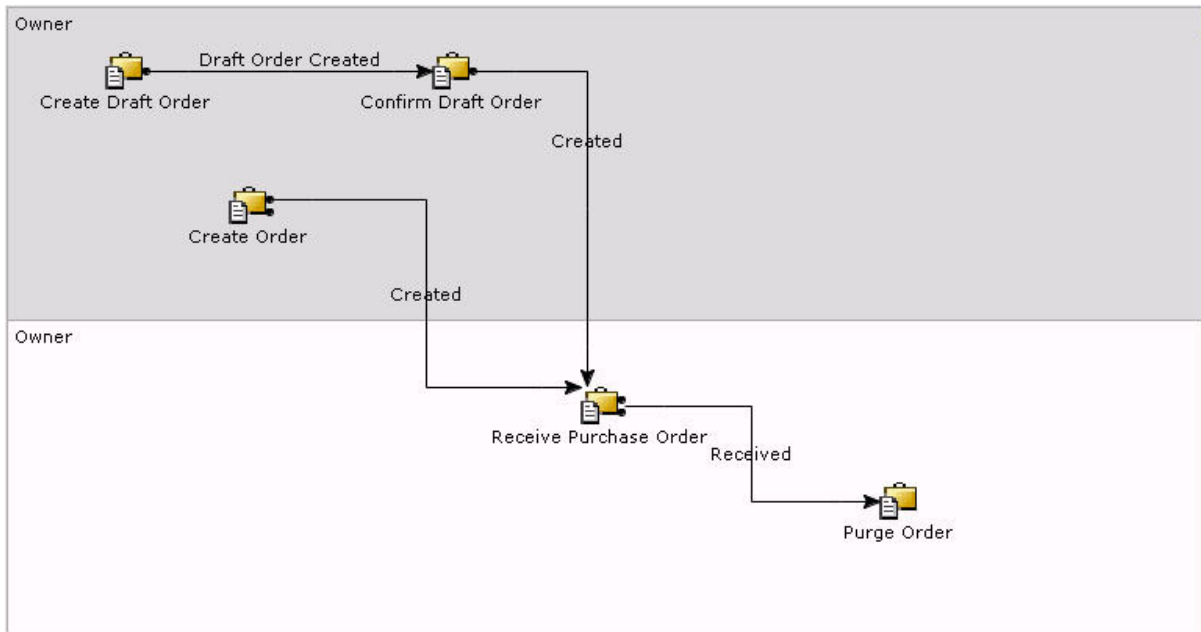 Owner
Draft Order Created
Create Draft Order
Confirm Draft Order
Created
Create Order
Created
Owner
Receive Purchase Order
Received
Purge Order